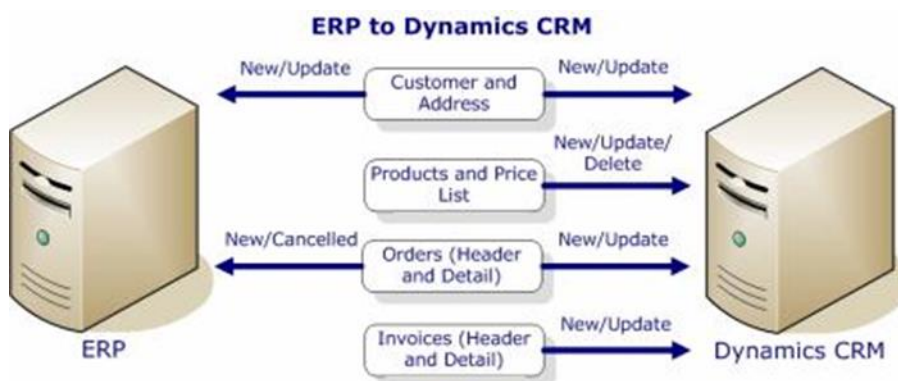 ERP to Dynamics CRM
New/Update
Customer and
Address
New/Update
Products and Price
List
New/Update/
Delete
New/Cancelled
Orders (Header
and Detail)
New/Update
Invoices (Header
and Detail)
New/Update
ERP
Dynamics CRM